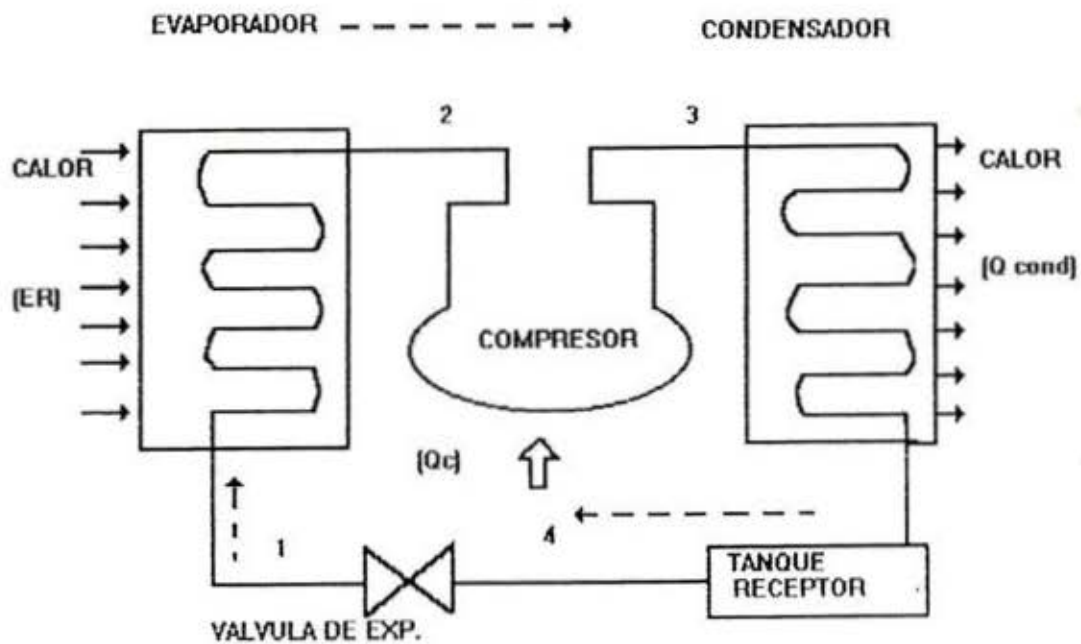 EVAPORADOR
CONDENSADOR
2
3
CALOR
CALOR
(ER)
(Q cond)
COMPRESOR
(Qc)
1
4
TANQUE
RECEPTOR
VALVULA DE EXP.